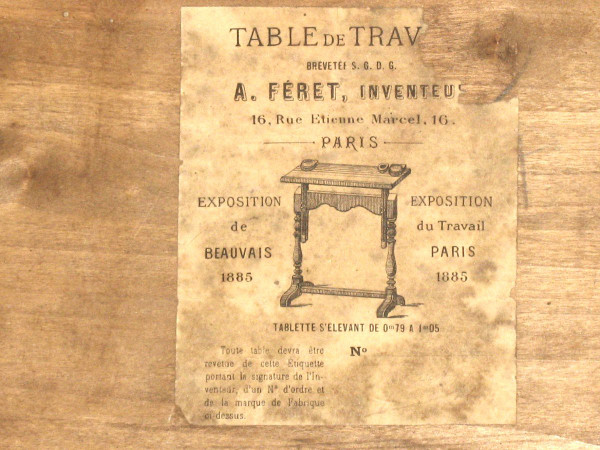 TABLE DE TRAV
BREVETÉE S. G. D. G.
A. FÉRET, INVENTEU
16, Rue Etienne Marcel, 16.
PARIS
EXPOSITION
de
BEAUVAIS
1885
EXPOSITION
du Travail
PARIS
1885
TABLETTE S'ELEVANT DE 0m79 A 1m05
Toute table devra être
revêtue de cette Etiquette
portant la signature de l'In-
venteur, d'un N° d'ordre et
de la marque de Fabrique
ci-dessus.
N°